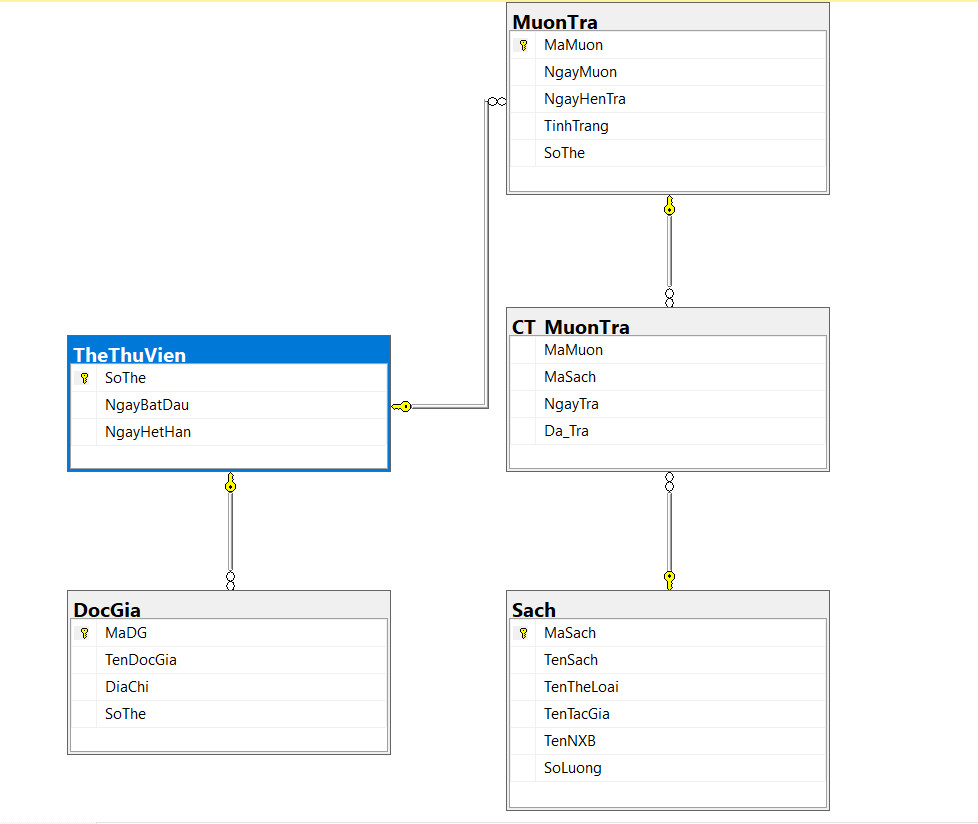 MuonTra
MaMuon
NgayMuon
NgayHenTra
TinhTrang
SoThe
CT_MuonTra
MaMuon
MaSach
NgayTra
Da_Tra
TheThuVien
SoThe
NgayBatDau
NgayHetHan
DocGia
MaDG
TenDocGia
DiaChi
SoThe
Sach
MaSach
TenSach
TenTheLoai
TenTacGia
TenNXB
SoLuong